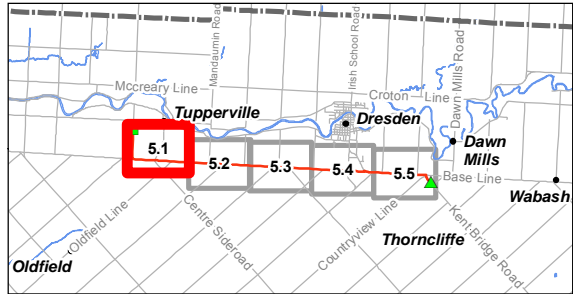 Mandaumin Road
Irish School Road
Dawn Mills Road
Mccreary Line
Croton Line
Tupperville
Dresden
Dawn
Mills
5.1
5.2
5.3
5.4
5.5
Base Line
Wabash
Oldfield Line
Centre Sideroad
Countryview Line
Kent Bridge Road
Thorncliffe
Oldfield